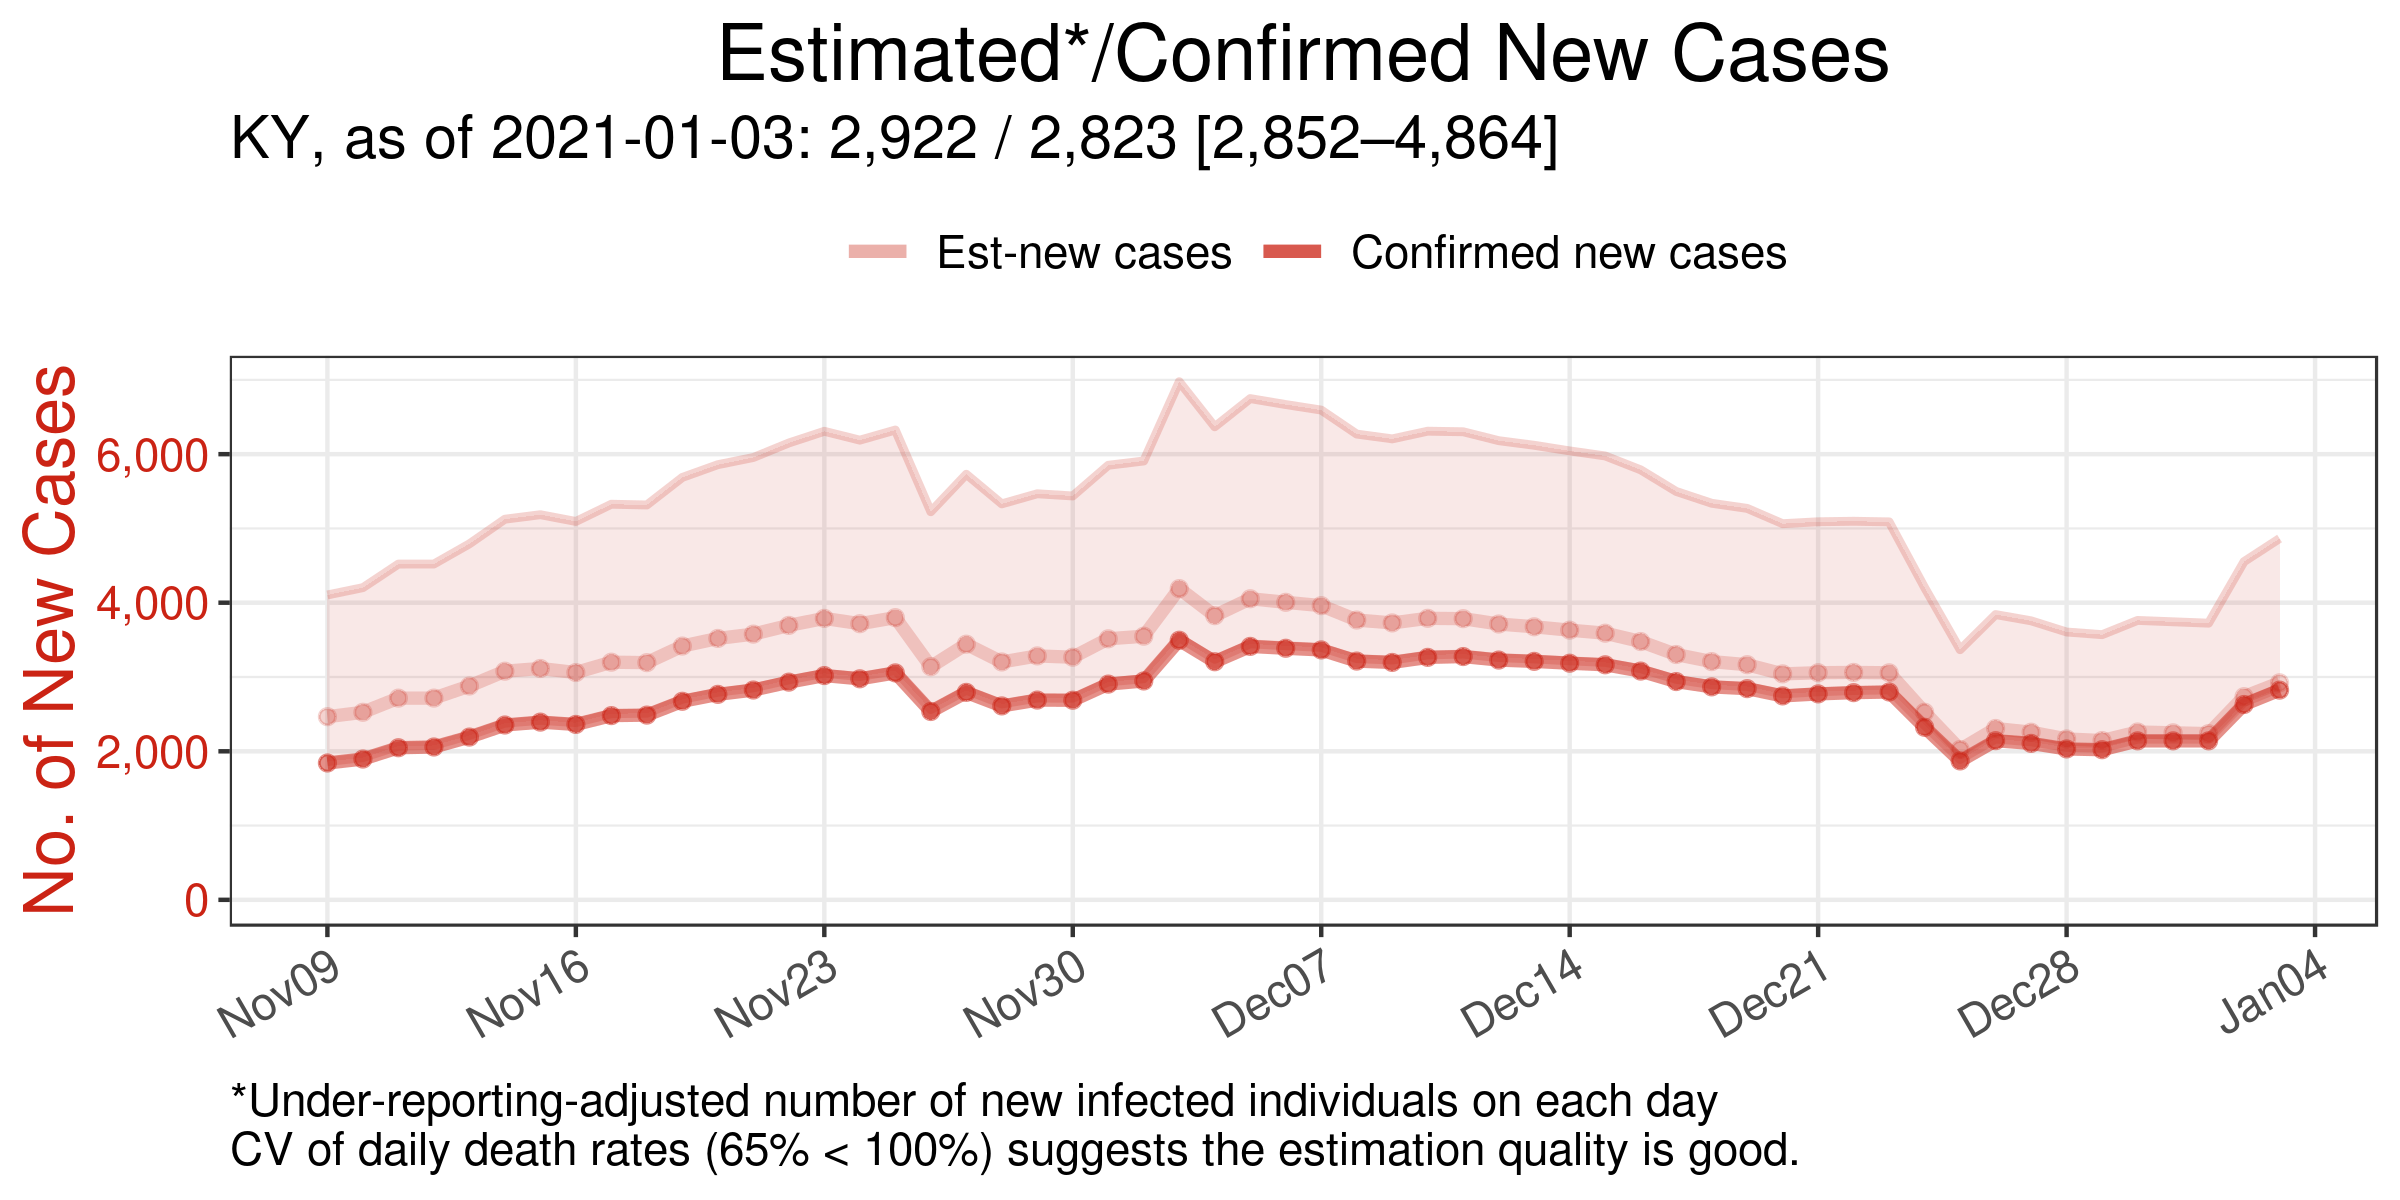 Estimated*/Confirmed New Cases
KY, as of 2021-01-03: 2,922 / 2,823 [2,852–4,864]
Est-new cases
Confirmed new cases
No. of New Cases
6,000
4,000
2,000
0
Nov09
Nov16
Nov23
Nov30
Dec07
Dec14
Dec21
Dec28
Jan04
*Under-reporting-adjusted number of new infected individuals on each day
CV of daily death rates (65% < 100%) suggests the estimation quality is good.